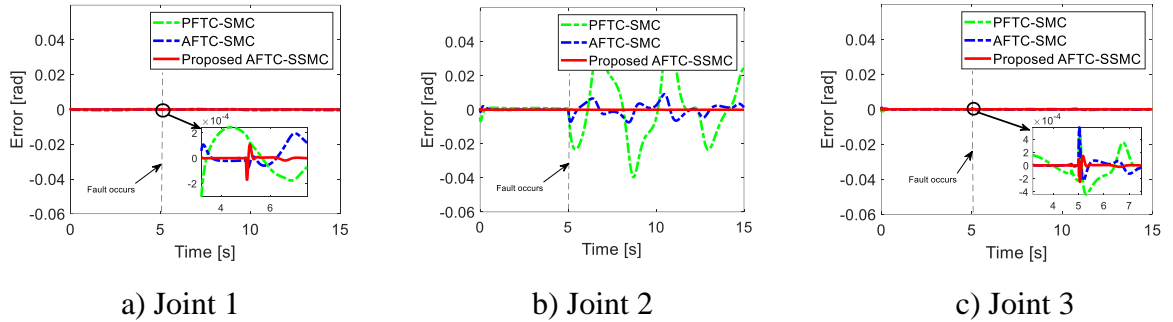 PFTC-SMC
AFTC-SMC
Proposed AFTC-SSMC
0.04
0.02
0
-0.02
-0.04
-0.06
Error [rad]
×10⁻⁴
2
0
-2
4
6
Fault occurs
0
5
10
15
Time [s]
a) Joint 1
PFTC-SMC
AFTC-SMC
Proposed AFTC-SSMC
0.04
0.02
0
-0.02
-0.04
-0.06
Error [rad]
Fault occurs
0
5
10
15
Time [s]
b) Joint 2
PFTC-SMC
AFTC-SMC
Proposed AFTC-SSMC
0.04
0.02
0
-0.02
-0.04
-0.06
Error [rad]
×10⁻⁴
4
2
0
-2
-4
4
5
6
7
Fault occurs
0
5
10
15
Time [s]
c) Joint 3